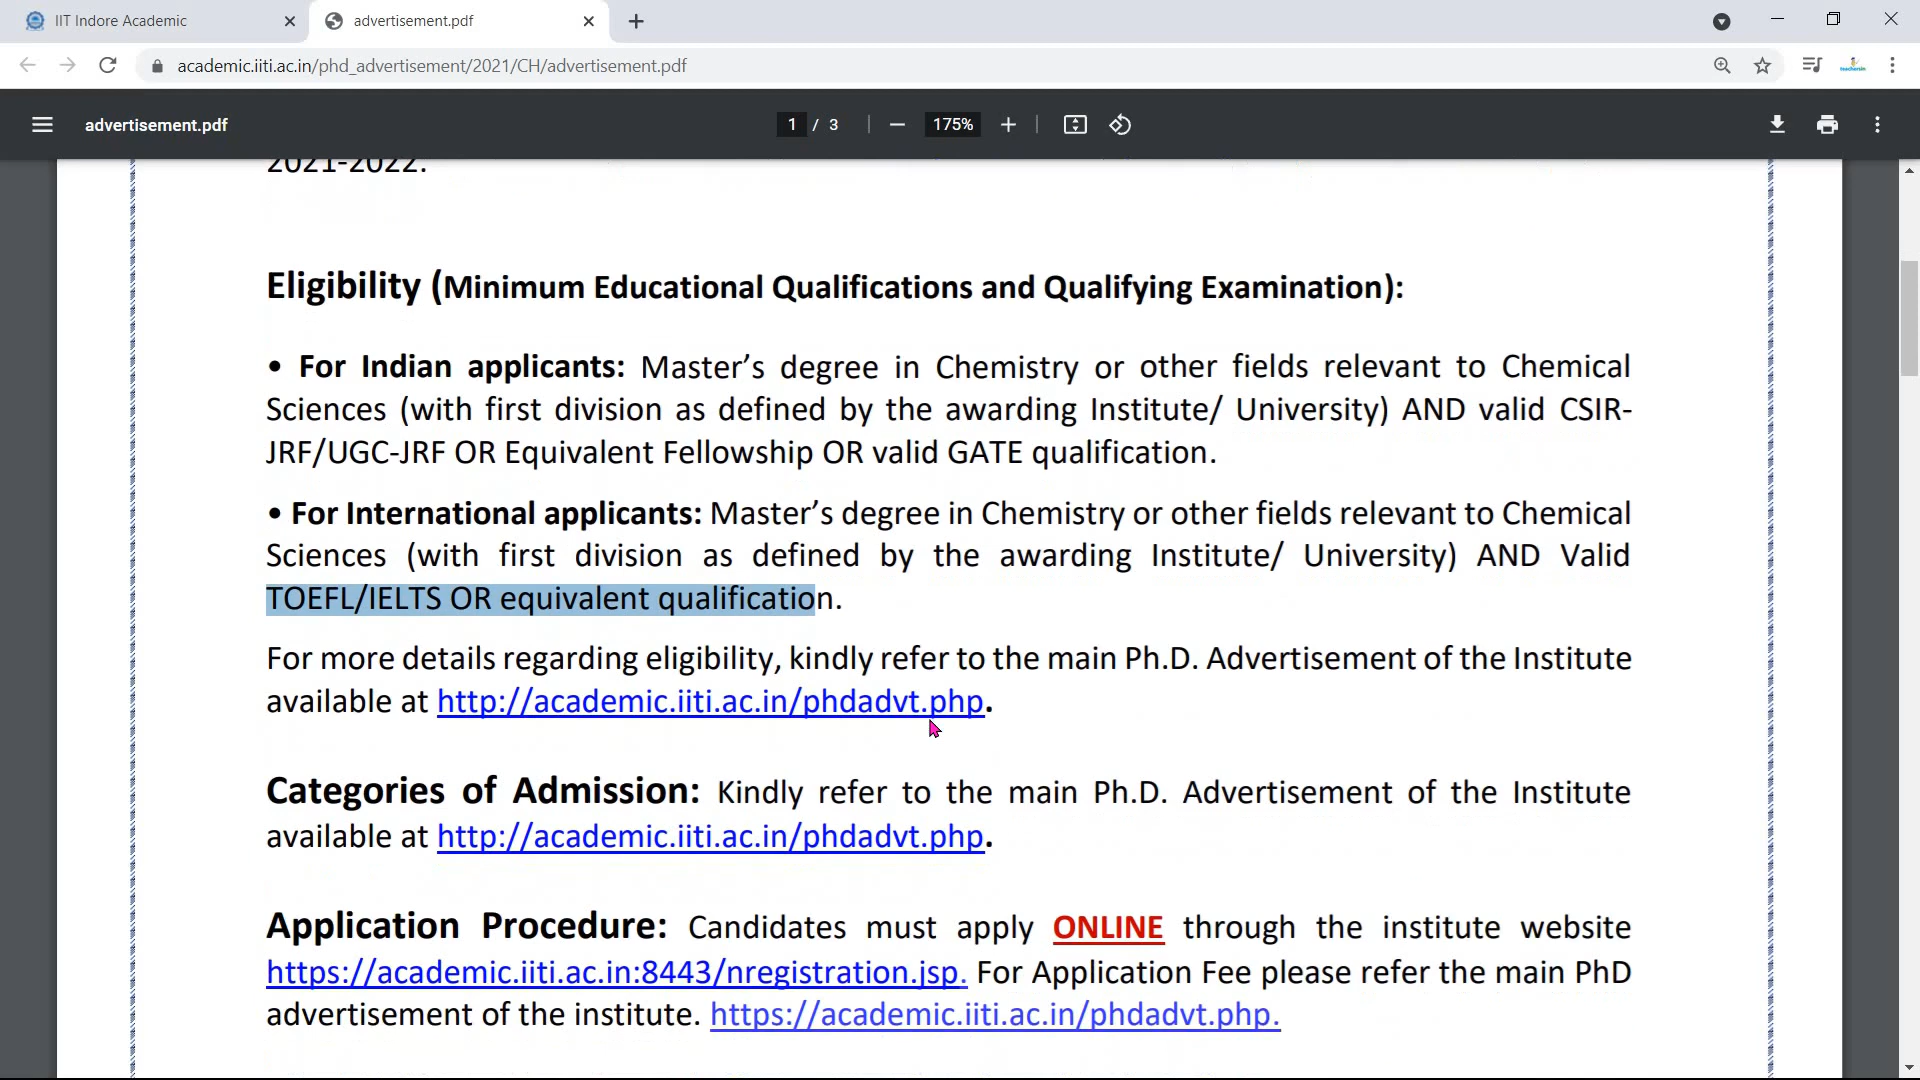 IIT Indore Academic
advertisement.pdf
academic.iiti.ac.in/phd_advertisement/2021/CH/advertisement.pdf
advertisement.pdf
1 / 3
175%
2021-2022.
Eligibility (Minimum Educational Qualifications and Qualifying Examination):
• For Indian applicants: Master’s degree in Chemistry or other fields relevant to Chemical
Sciences (with first division as defined by the awarding Institute/ University) AND valid CSIR-
JRF/UGC-JRF OR Equivalent Fellowship OR valid GATE qualification.
• For International applicants: Master’s degree in Chemistry or other fields relevant to Chemical
Sciences (with first division as defined by the awarding Institute/ University) AND Valid
TOEFL/IELTS OR equivalent qualification.
For more details regarding eligibility, kindly refer to the main Ph.D. Advertisement of the Institute
available at http://academic.iiti.ac.in/phdadvt.php.
Categories of Admission: Kindly refer to the main Ph.D. Advertisement of the Institute
available at http://academic.iiti.ac.in/phdadvt.php.
Application Procedure: Candidates must apply ONLINE through the institute website
https://academic.iiti.ac.in:8443/nregistration.jsp. For Application Fee please refer the main PhD
advertisement of the institute. https://academic.iiti.ac.in/phdadvt.php.